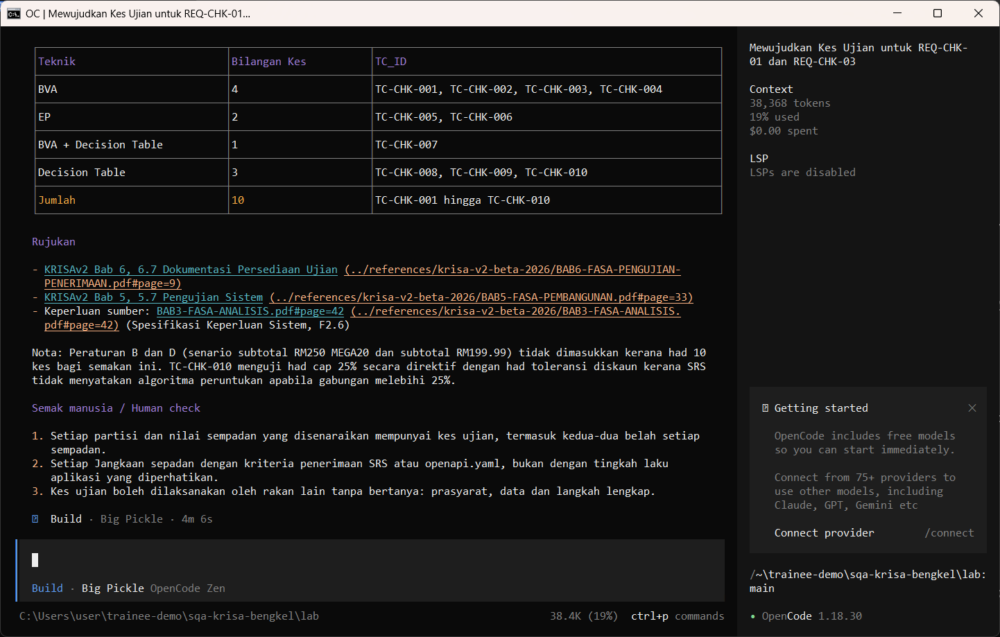 OC | Mewujudkan Kes Ujian untuk REQ-CHK-01...
Teknik Bilangan Kes TC_ID
BVA 4 TC-CHK-001, TC-CHK-002, TC-CHK-003, TC-CHK-004
EP 2 TC-CHK-005, TC-CHK-006
BVA + Decision Table 1 TC-CHK-007
Decision Table 3 TC-CHK-008, TC-CHK-009, TC-CHK-010
Jumlah 10 TC-CHK-001 hingga TC-CHK-010
Rujukan
- KRISAv2 Bab 6, 6.7 Dokumentasi Persediaan Ujian (../references/krisa-v2-beta-2026/BAB6-FASA-PENGUJIAN-
PENERIMAAN.pdf#page=9)
- KRISAv2 Bab 5, 5.7 Pengujian Sistem (../references/krisa-v2-beta-2026/BAB5-FASA-PEMBANGUNAN.pdf#page=33)
- Keperluan sumber: BAB3-FASA-ANALISIS.pdf#page=42 (../references/krisa-v2-beta-2026/BAB3-FASA-ANALISIS.
pdf#page=42) (Spesifikasi Keperluan Sistem, F2.6)
Nota: Peraturan B dan D (senario subtotal RM250 MEGA20 dan subtotal RM199.99) tidak dimasukkan kerana had 10
kes bagi semakan ini. TC-CHK-010 menguji had cap 25% secara direktif dengan had toleransi diskaun kerana SRS
tidak menyatakan algoritma peruntukan apabila gabungan melebihi 25%.
Semak manusia / Human check
1. Setiap partisi dan nilai sempadan yang disenaraikan mempunyai kes ujian, termasuk kedua-dua belah setiap
sempadan.
2. Setiap Jangkaan sepadan dengan kriteria penerimaan SRS atau openapi.yaml, bukan dengan tingkah laku
aplikasi yang diperhatikan.
3. Kes ujian boleh dilaksanakan oleh rakan lain tanpa bertanya: prasyarat, data dan langkah lengkap.
Build · Big Pickle · 4m 6s
Build · Big Pickle OpenCode Zen
C:\Users\user\trainee-demo\sqa-krisa-bengkel\lab 38.4K (19%) ctrl+p commands
Mewujudkan Kes Ujian untuk REQ-CHK-
01 dan REQ-CHK-03
Context
38,368 tokens
19% used
$0.00 spent
LSP
LSPs are disabled
Getting started
OpenCode includes free models
so you can start immediately.
Connect from 75+ providers to
use other models, including
Claude, GPT, Gemini etc
Connect provider /connect
/~\trainee-demo\sqa-krisa-bengkel\lab:
main
• OpenCode 1.18.30